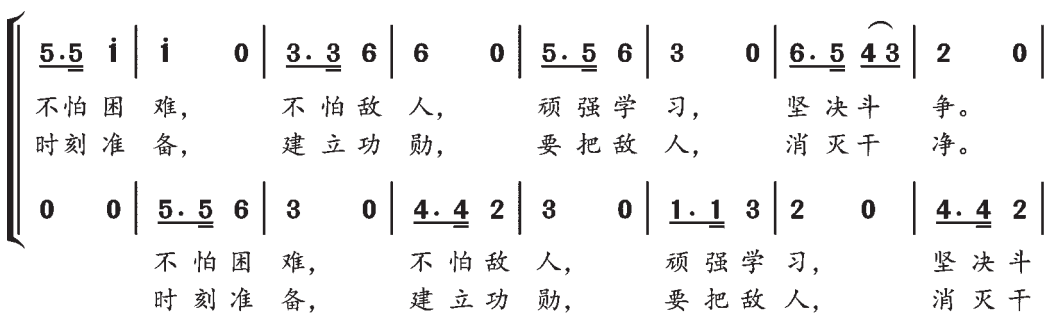 5.5 i | i 0 | 3. 3 6 | 6 0 | 5. 5 6 | 3 0 | 6. 5 4 3 | 2 0 |
不怕困 难， 不 怕敌 人， 顽 强学 习， 坚 决斗 争。
时刻准 备， 建 立功 勋， 要 把敌 人， 消 灭干 净。
0 0 | 5. 5 6 | 3 0 | 4. 4 2 | 3 0 | 1. 1 3 | 2 0 | 4. 4 2 |
不 怕困 难， 不 怕敌 人， 顽 强学 习， 坚 决斗
时 刻准 备， 建 立功 勋， 要 把敌 人， 消 灭干